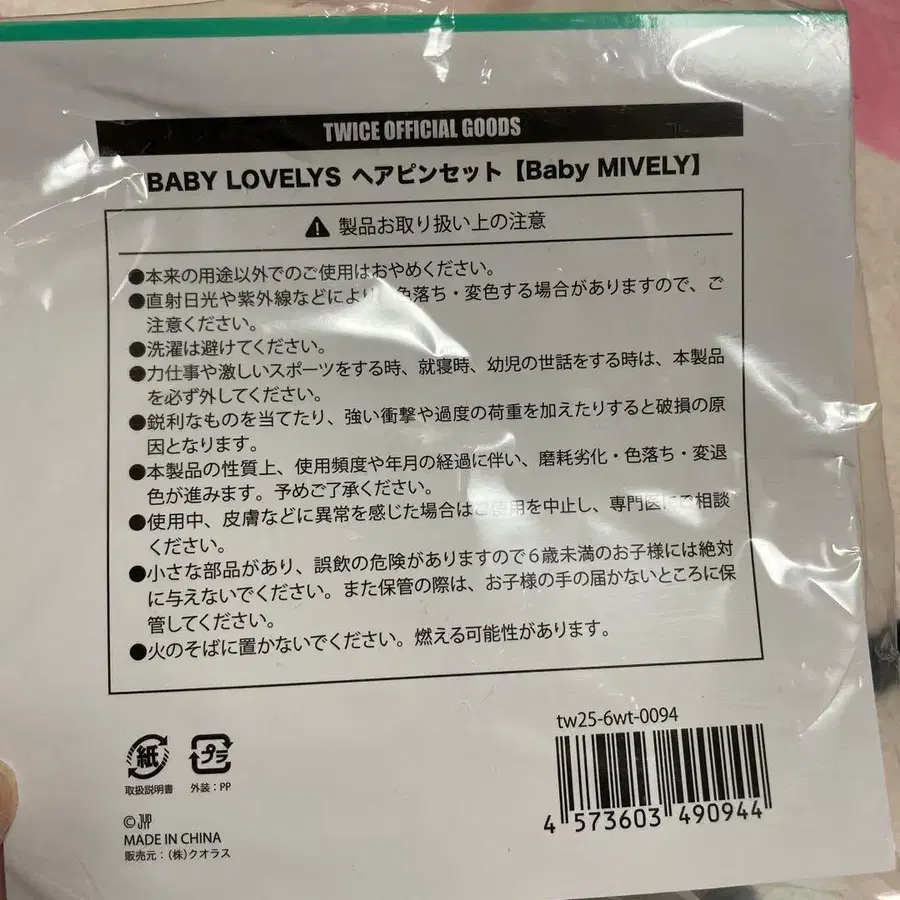 TWICE OFFICIAL GOODS
BABY LOVELYS ヘアピンセット【Baby MIVELY】
製品お取り扱い上の注意
●本来の用途以外でのご使用はおやめください。
●直射日光や紫外線などにより、色落ち・変色する場合がありますので、ご
注意ください。
●洗濯は避けてください。
●力仕事や激しいスポーツをする時、就寝時、幼児の世話をする時は、本製品
を必ず外してください。
●鋭利なものを当てたり、強い衝撃や過度の荷重を加えたりすると破損の原
因となります。
●本製品の性質上、使用頻度や年月の経過に伴い、磨耗劣化・色落ち・変退
色が進みます。予めご了承ください。
●使用中、皮膚などに異常を感じた場合はご使用を中止し、専門医にご相談
ください。
●小さな部品があり、誤飲の危険がありますので6歳未満のお子様には絶対
に与えないでください。また保管の際は、お子様の手の届かないところに保
管してください。
●火のそばに置かないでください。燃える可能性があります。
tw25-6wt-0094
紙 プラ
取扱説明書 外装：PP
4 573603 490944
© JYP
MADE IN CHINA
販売元：（株）クオラス